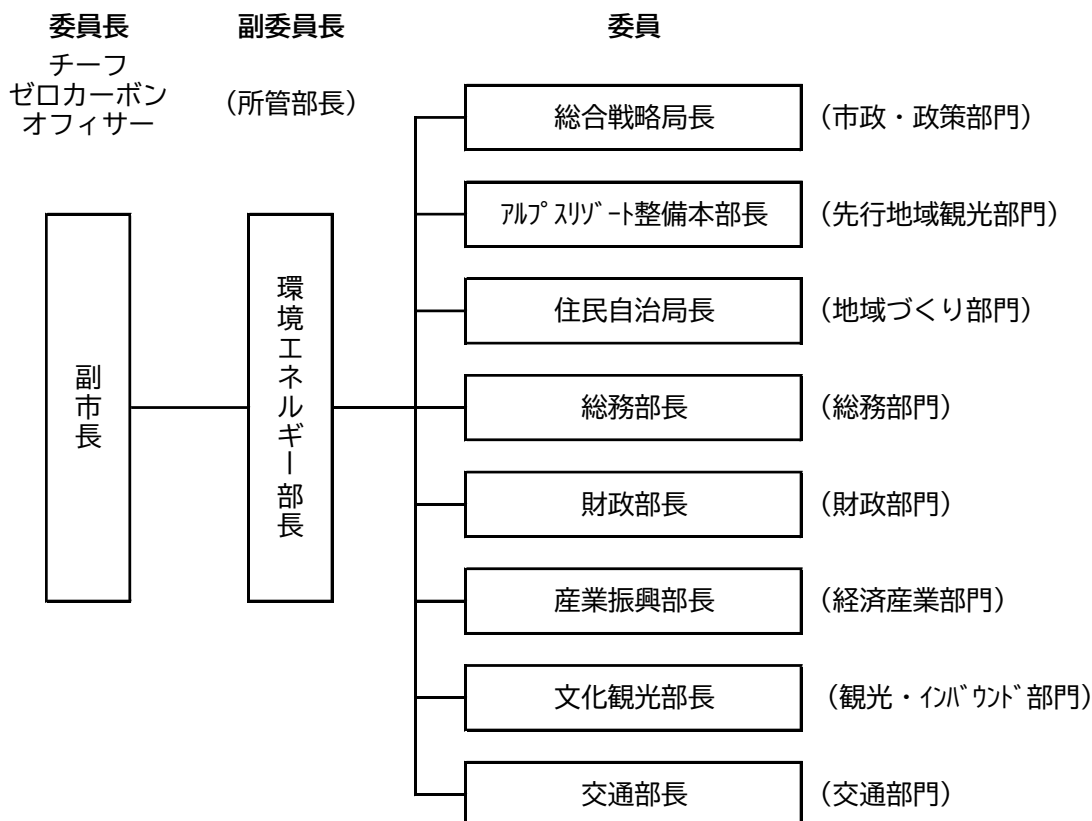 委員長
チーフ
ゼロカーボン
オフィサー
副市長
副委員長
(所管部長)
環境エネルギー部長
委員
総合戦略局長 (市政・政策部門)
ｱﾙﾌﾟｽﾘｿﾞｰﾄ整備本部長 (先行地域観光部門)
住民自治局長 (地域づくり部門)
総務部長 (総務部門)
財政部長 (財政部門)
産業振興部長 (経済産業部門)
文化観光部長 (観光・ｲﾝﾊﾞｳﾝﾄﾞ部門)
交通部長 (交通部門)